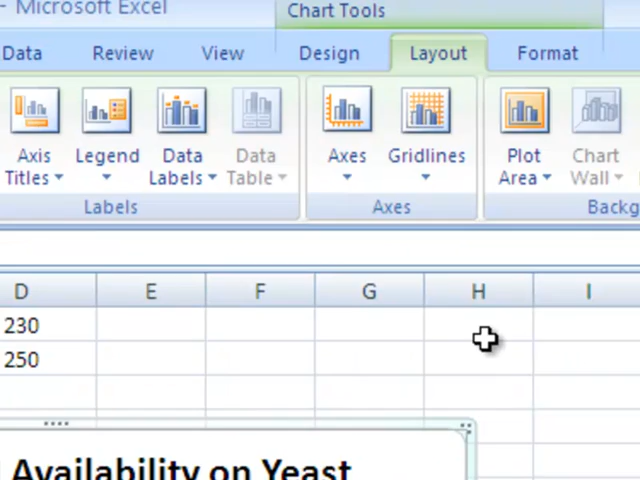 - Microsoft Excel
Chart Tools
Data Review View Design Layout Format
Axis Titles
Legend
Data Labels
Data Table
Axes
Gridlines
Plot Area
Chart Wall
Labels
Axes
D E F G H I
230
250
Availability on Yeast